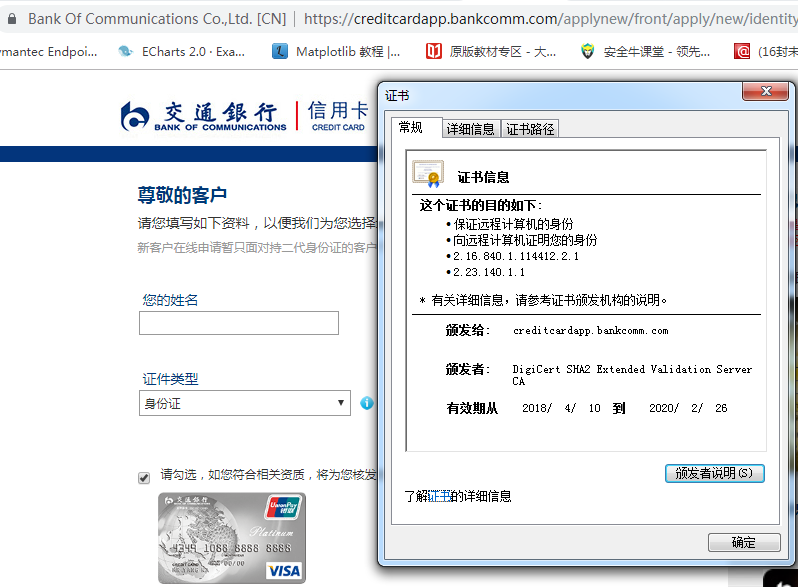 Bank Of Communications Co.,Ltd. [CN] | https://creditcardapp.bankcomm.com/applynew/front/apply/new/identity
ymantec Endpoi... ECharts 2.0 · Exa... Matplotlib 教程 |... 原版教材专区 - 大... 安全牛课堂 - 领先... (16封未
交通銀行 信用卡
BANK OF COMMUNICATIONS CREDIT CARD
尊敬的客户
请您填写如下资料，以便我们为您选择
新客户在线申请暂只面对持二代身份证的客户
您的姓名
证件类型
身份证
请勾选，如您符合相关资质，将为您核发
交通銀行
UnionPay
银联
Platinum
4349 1088 8888 8888
VISA
证书
常规 详细信息 证书路径
证书信息
这个证书的目的如下:
•保证远程计算机的身份
•向远程计算机证明您的身份
•2.16.840.1.114412.2.1
•2.23.140.1.1
* 有关详细信息，请参考证书颁发机构的说明。
颁发给: creditcardapp.bankcomm.com
颁发者: DigiCert SHA2 Extended Validation Server
CA
有效期从 2018/ 4/ 10 到 2020/ 2/ 26
颁发者说明(S)
了解证书的详细信息
确定